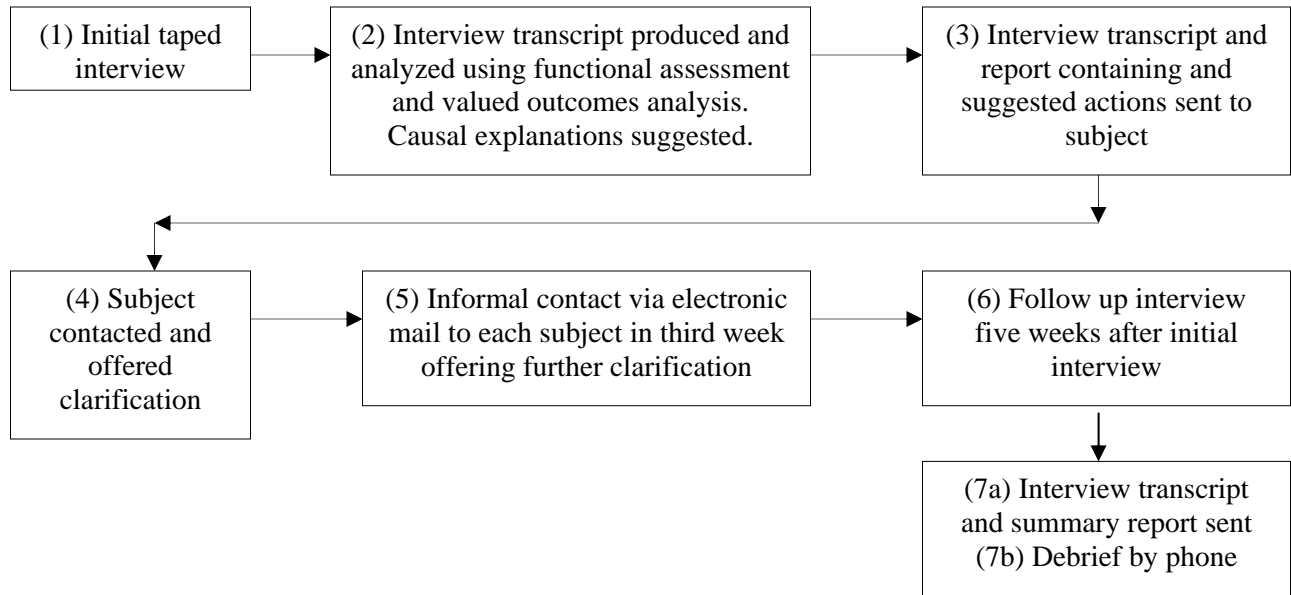 (1) Initial taped
interview
(2) Interview transcript produced and
analyzed using functional assessment
and valued outcomes analysis.
Causal explanations suggested.
(3) Interview transcript and
report containing and
suggested actions sent to
subject
(4) Subject
contacted and
offered
clarification
(5) Informal contact via electronic
mail to each subject in third week
offering further clarification
(6) Follow up interview
five weeks after initial
interview
(7a) Interview transcript
and summary report sent
(7b) Debrief by phone